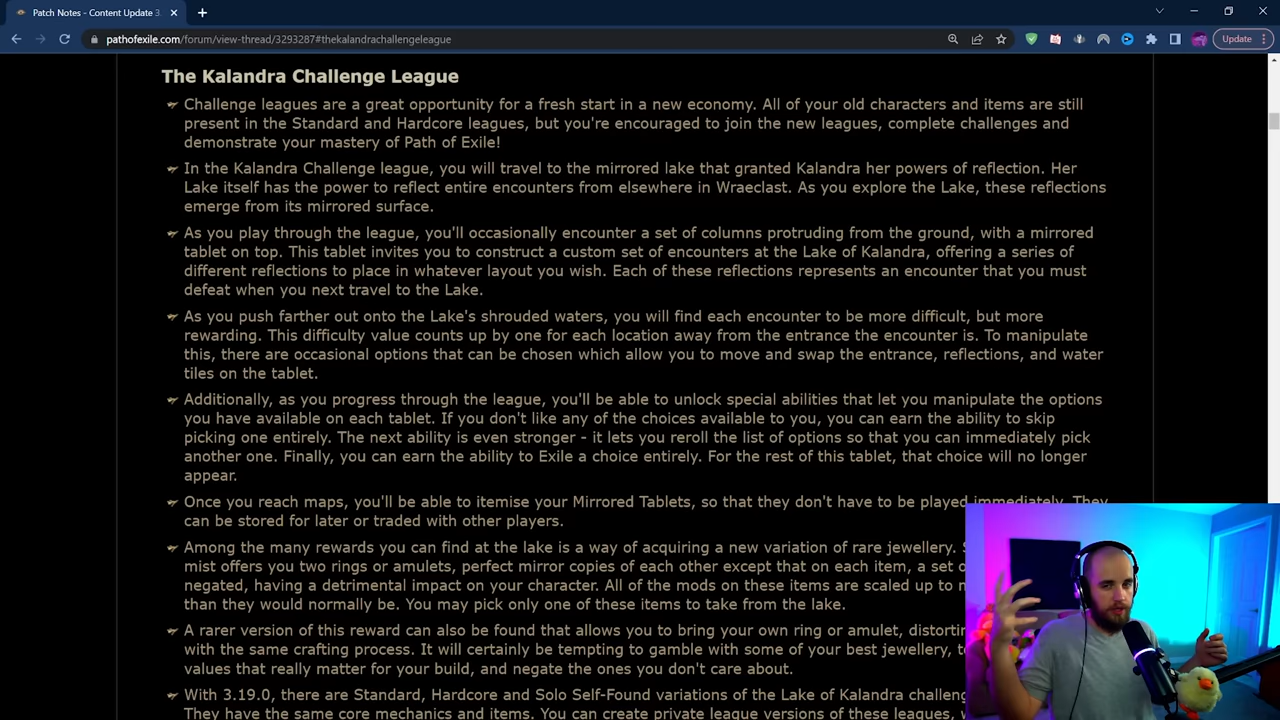 Patch Notes - Content Update 3.
Update
pathofexile.com/forum/view-thread/3293287#thekalandrachallengeleague
The Kalandra Challenge League
Challenge leagues are a great opportunity for a fresh start in a new economy. All of your old characters and items are still
present in the Standard and Hardcore leagues, but you're encouraged to join the new leagues, complete challenges and
demonstrate your mastery of Path of Exile!
In the Kalandra Challenge league, you will travel to the mirrored lake that granted Kalandra her powers of reflection. Her
Lake itself has the power to reflect entire encounters from elsewhere in Wraeclast. As you explore the Lake, these reflections
emerge from its mirrored surface.
As you play through the league, you'll occasionally encounter a set of columns protruding from the ground, with a mirrored
tablet on top. This tablet invites you to construct a custom set of encounters at the Lake of Kalandra, offering a series of
different reflections to place in whatever layout you wish. Each of these reflections represents an encounter that you must
defeat when you next travel to the Lake.
As you push farther out onto the Lake's shrouded waters, you will find each encounter to be more difficult, but more
rewarding. This difficulty value counts up by one for each location away from the entrance the encounter is. To manipulate
this, there are occasional options that can be chosen which allow you to move and swap the entrance, reflections, and water
tiles on the tablet.
Additionally, as you progress through the league, you'll be able to unlock special abilities that let you manipulate the options
you have available on each tablet. If you don't like any of the choices available to you, you can earn the ability to skip
picking one entirely. The next ability is even stronger - it lets you reroll the list of options so that you can immediately pick
another one. Finally, you can earn the ability to Exile a choice entirely. For the rest of this tablet, that choice will no longer
appear.
Once you reach maps, you'll be able to itemise your Mirrored Tablets, so that they don't have to be played immediately. They
can be stored for later or traded with other players.
Among the many rewards you can find at the lake is a way of acquiring a new variation of rare jewellery.
mist offers you two rings or amulets, perfect mirror copies of each other except that on each item, a set
negated, having a detrimental impact on your character. All of the mods on these items are scaled up to
than they would normally be. You may pick only one of these items to take from the lake.
A rarer version of this reward can also be found that allows you to bring your own ring or amulet,
with the same crafting process. It will certainly be tempting to gamble with some of your best jewellery,
values that really matter for your build, and negate the ones you don't care about.
With 3.19.0, there are Standard, Hardcore and Solo Self-Found variations of the Lake of Kalandra
They have the same core mechanics and items. You can create private league versions of these leagues,